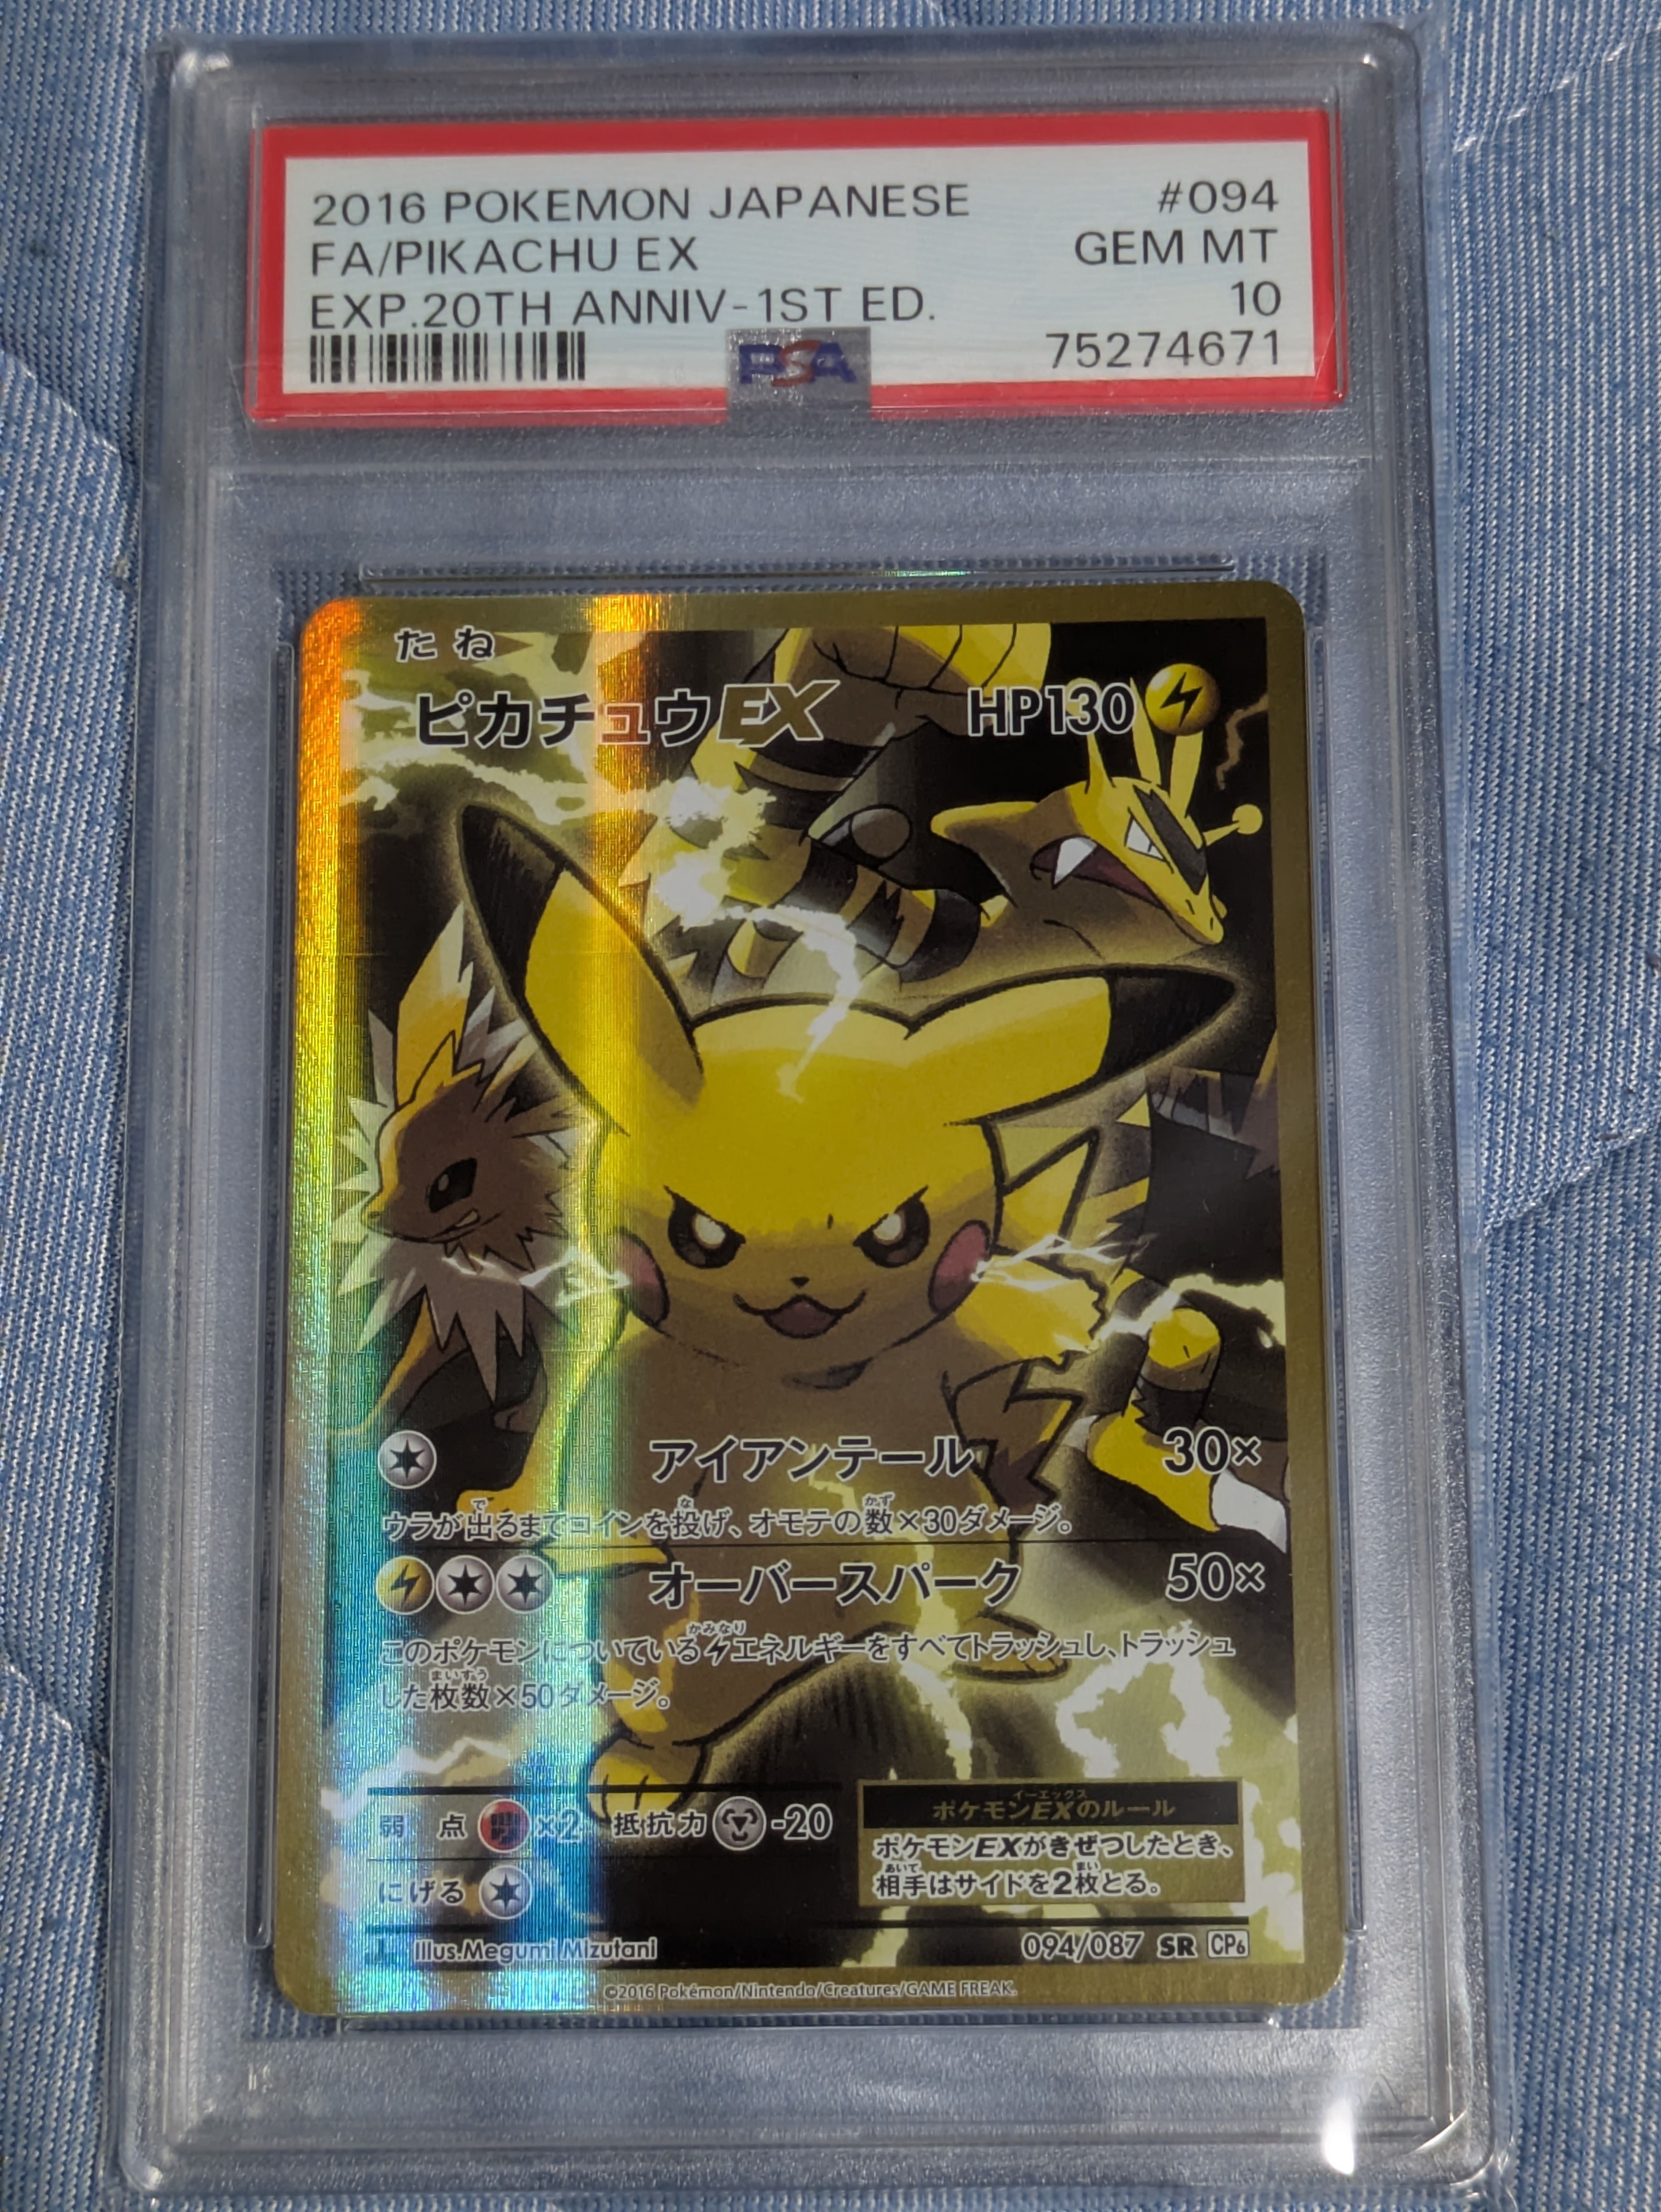 2016 POKEMON JAPANESE #094
FA/PIKACHU EX GEM MT
EXP.20TH ANNIV-1ST ED. 10
PSA 75274671
たね
ピカチュウEX HP130
アイアンテール 30×
ウラが出るまでコインを投げ、オモテの数×30ダメージ。
オーバースパーク 50×
このポケモンについているエネルギーをすべてトラッシュし、トラッシュ
した枚数×50ダメージ。
弱点 ×2 抵抗力 -20
にげる
ポケモンEXのルール
ポケモンEXがきぜつしたとき、
相手はサイドを2枚とる。
Illus.Megumi Mizutani 094/087 SR CP6
©2016 Pokémon/Nintendo/Creatures/GAME FREAK.